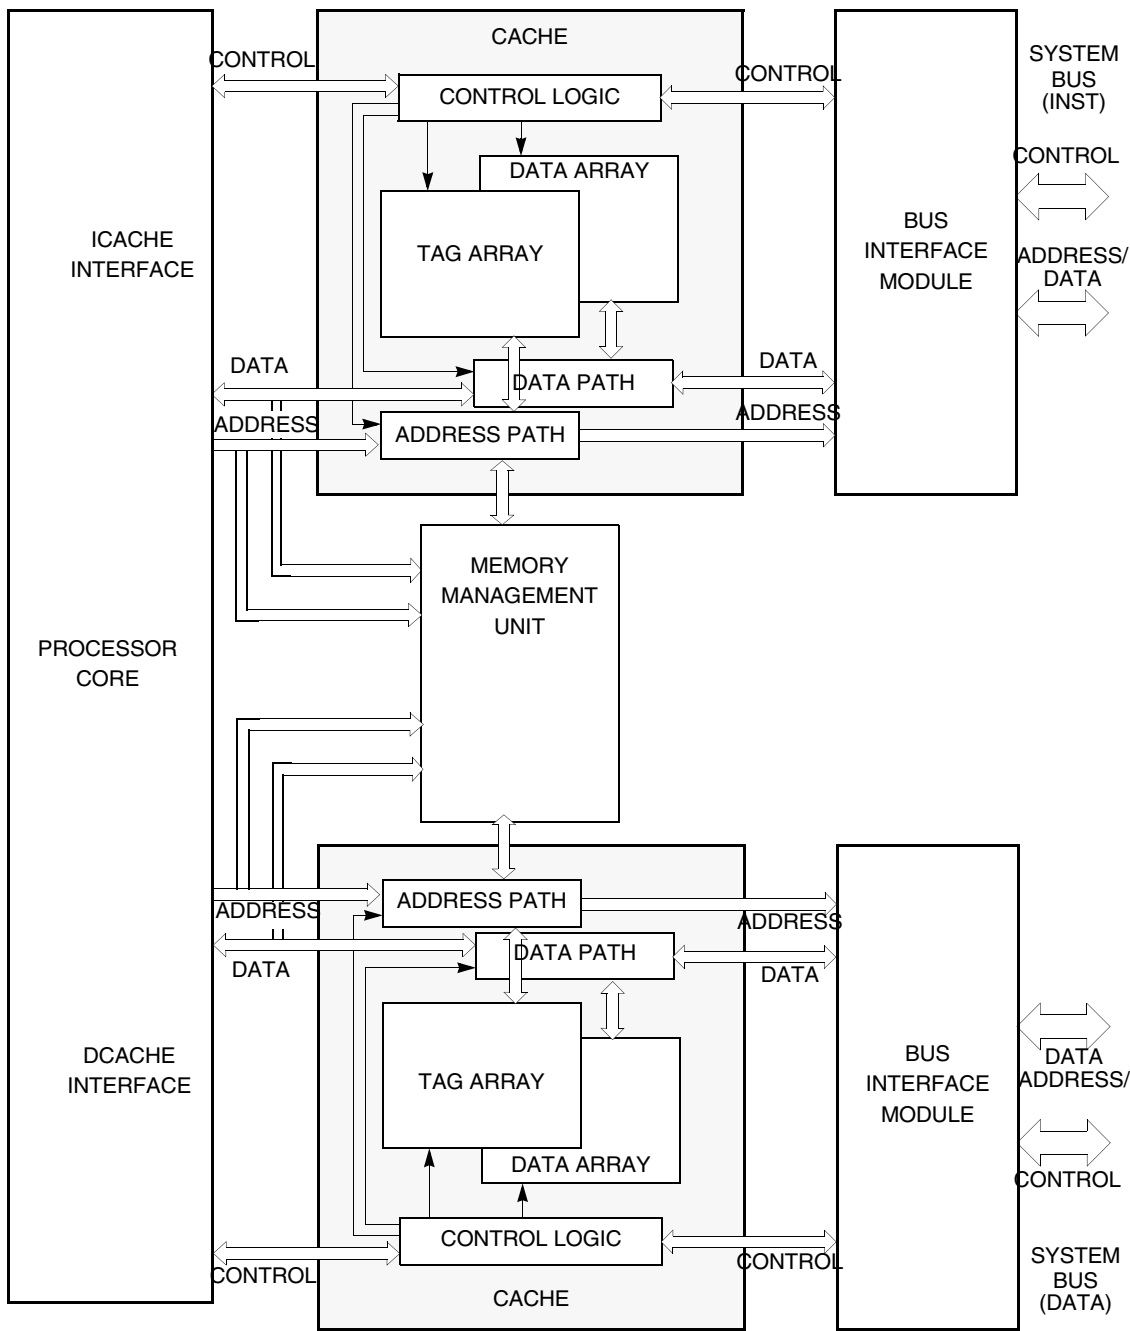 CACHE
CONTROL
CONTROL LOGIC
CONTROL
SYSTEM
BUS
(INST)
DATA ARRAY
CONTROL
TAG ARRAY
ICACHE
INTERFACE
BUS
INTERFACE
MODULE
ADDRESS/
DATA
DATA
DATA PATH
DATA
ADDRESS
ADDRESS PATH
ADDRESS
MEMORY
MANAGEMENT
UNIT
PROCESSOR
CORE
ADDRESS
ADDRESS PATH
ADDRESS
DATA
DATA PATH
DATA
DCACHE
INTERFACE
TAG ARRAY
BUS
INTERFACE
MODULE
DATA
ADDRESS/
DATA ARRAY
CONTROL
CONTROL
CONTROL LOGIC
CONTROL
CACHE
SYSTEM
BUS
(DATA)